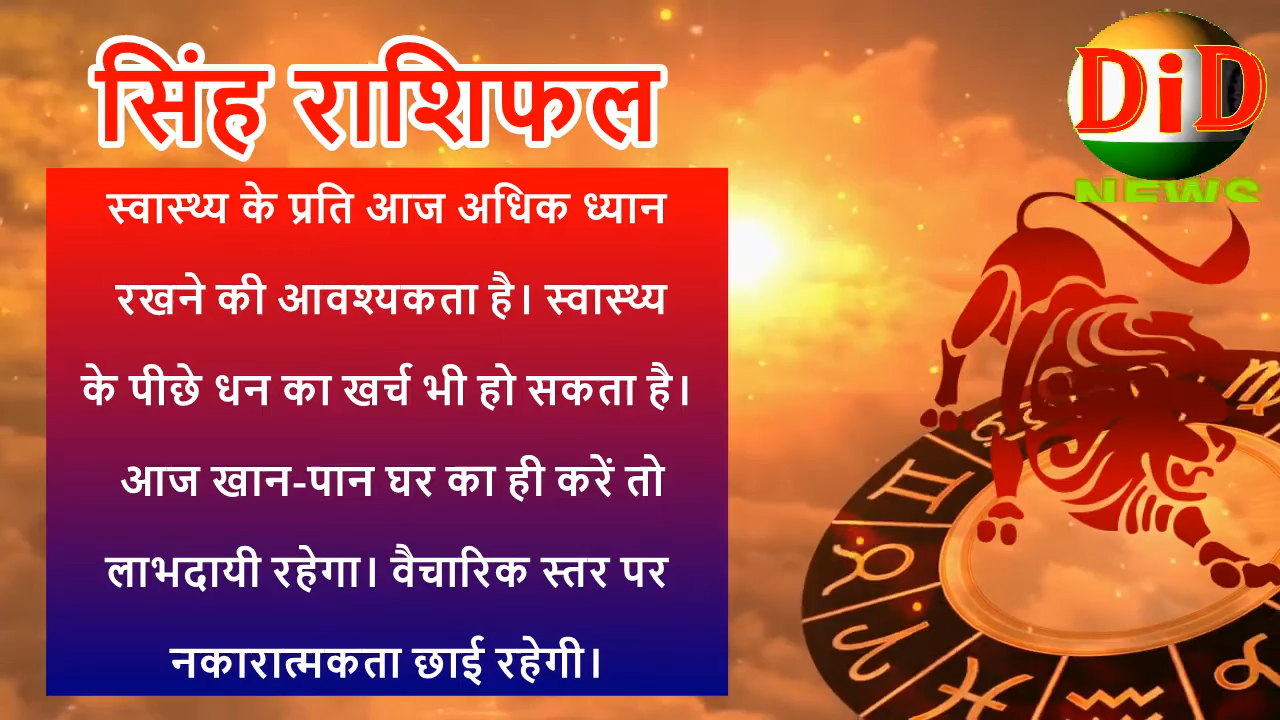 सिंह राशिफल
DiD
NEWS
स्वास्थ्य के प्रति आज अधिक ध्यान
रखने की आवश्यकता है। स्वास्थ्य
के पीछे धन का खर्च भी हो सकता है।
आज खान-पान घर का ही करें तो
लाभदायी रहेगा। वैचारिक स्तर पर
नकारात्मकता छाई रहेगी।